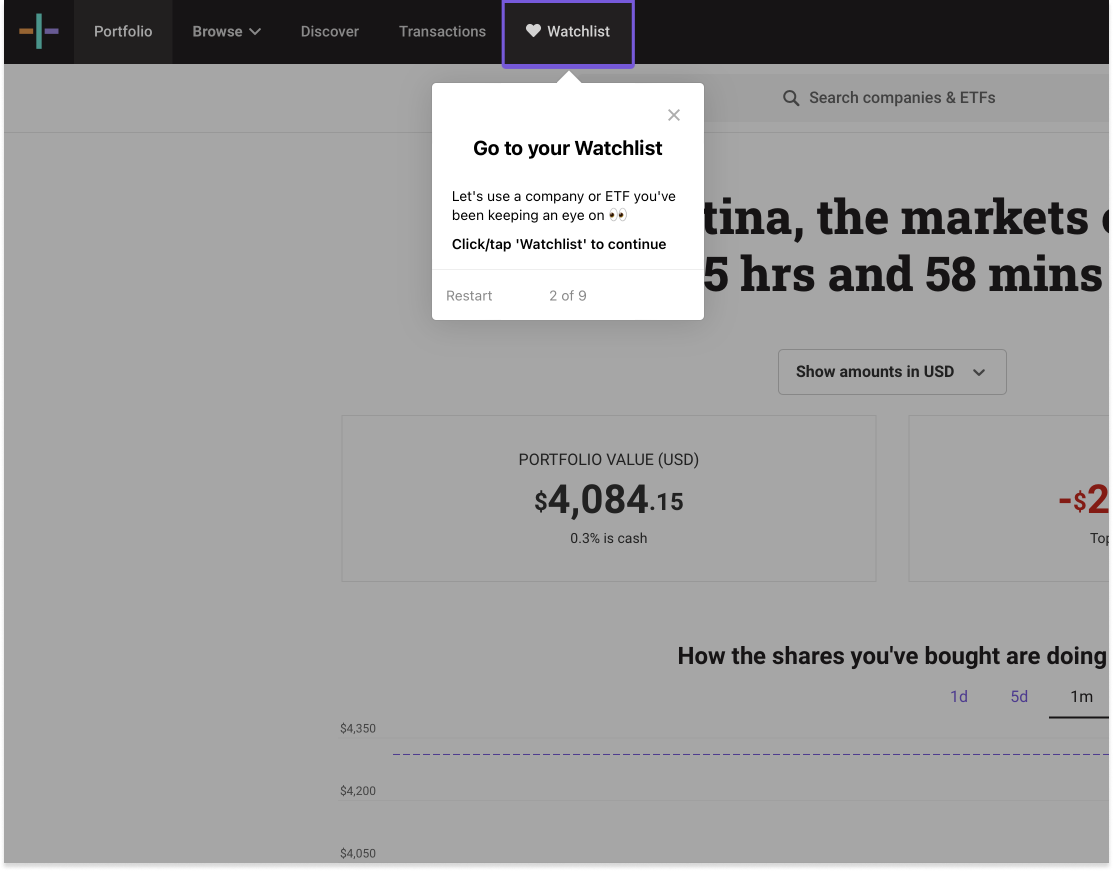 Portfolio
Browse
Discover
Transactions
Watchlist
Search companies & ETFs
Go to your Watchlist
Let's use a company or ETF you've
been keeping an eye on 👀
Click/tap 'Watchlist' to continue
Restart
2 of 9
tina, the markets
5 hrs and 58 mins
Show amounts in USD
PORTFOLIO VALUE (USD)
$4,084.15
0.3% is cash
-$2
Top
How the shares you've bought are doing
1d
5d
1m
$4,350
$4,200
$4,050